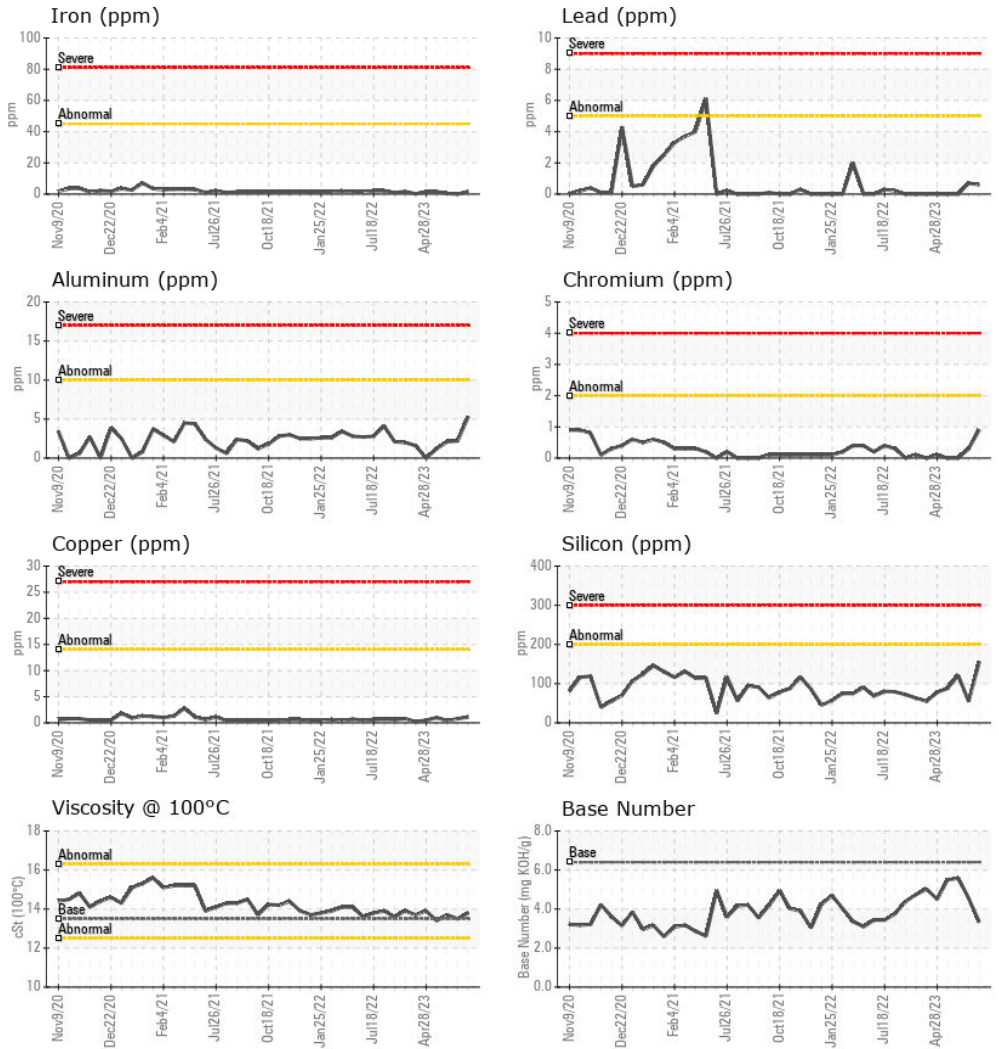 Iron (ppm)
100
80
60
40
20
0
ppm
Severe
Abnormal
Nov9/20
Dec22/20
Feb4/21
Jul26/21
Oct18/21
Jan25/22
Jul18/22
Apr28/23
Lead (ppm)
10
8
6
4
2
0
ppm
Severe
Abnormal
Nov9/20
Dec22/20
Feb4/21
Jul26/21
Oct18/21
Jan25/22
Jul18/22
Apr28/23
Aluminum (ppm)
20
15
10
5
0
ppm
Severe
Abnormal
Nov9/20
Dec22/20
Feb4/21
Jul26/21
Oct18/21
Jan25/22
Jul18/22
Apr28/23
Chromium (ppm)
5
4
3
2
1
0
ppm
Severe
Abnormal
Nov9/20
Dec22/20
Feb4/21
Jul26/21
Oct18/21
Jan25/22
Jul18/22
Apr28/23
Copper (ppm)
30
25
20
15
10
5
0
ppm
Severe
Abnormal
Nov9/20
Dec22/20
Feb4/21
Jul26/21
Oct18/21
Jan25/22
Jul18/22
Apr28/23
Silicon (ppm)
400
300
200
100
0
ppm
Severe
Abnormal
Nov9/20
Dec22/20
Feb4/21
Jul26/21
Oct18/21
Jan25/22
Jul18/22
Apr28/23
Viscosity @ 100°C
18
16
14
12
10
cSt (100°C)
Abnormal
Base
Abnormal
Nov9/20
Dec22/20
Feb4/21
Jul26/21
Oct18/21
Jan25/22
Jul18/22
Apr28/23
Base Number
8.0
6.0
4.0
2.0
0.0
Base Number (mg KOH/g)
Base
Nov9/20
Dec22/20
Feb4/21
Jul26/21
Oct18/21
Jan25/22
Jul18/22
Apr28/23